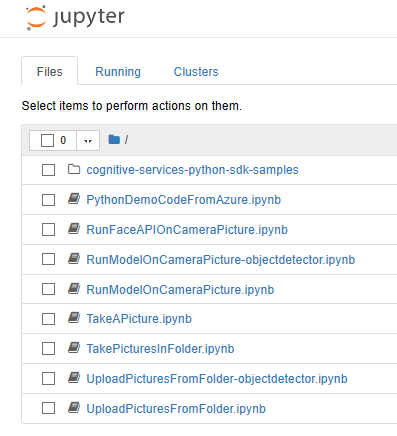 jupyter
Files Running Clusters
Select items to perform actions on them.
0 /
cognitive-services-python-sdk-samples
PythonDemoCodeFromAzure.ipynb
RunFaceAPIOnCameraPicture.ipynb
RunModelOnCameraPicture-objectdetector.ipynb
RunModelOnCameraPicture.ipynb
TakeAPicture.ipynb
TakePicturesInFolder.ipynb
UploadPicturesFromFolder-objectdetector.ipynb
UploadPicturesFromFolder.ipynb